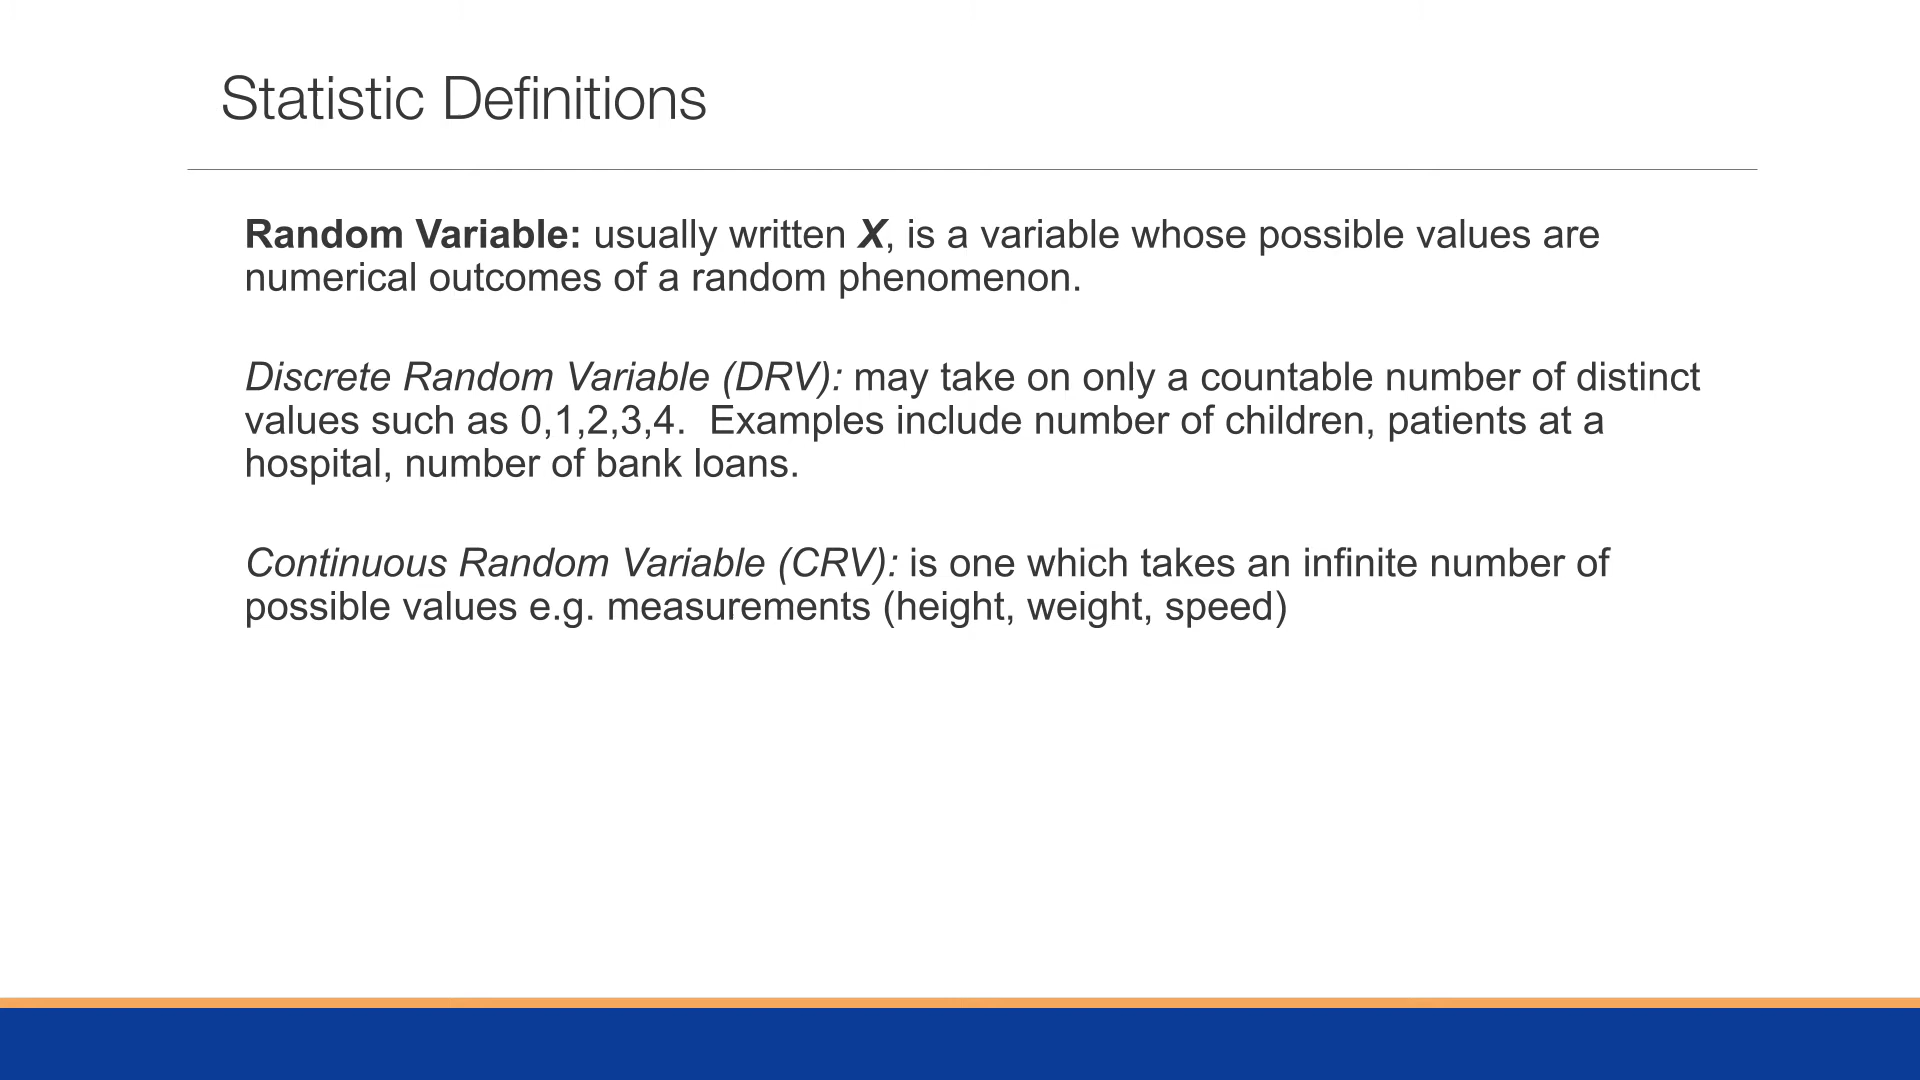 Statistic Definitions
Random Variable: usually written X, is a variable whose possible values are
numerical outcomes of a random phenomenon.
Discrete Random Variable (DRV): may take on only a countable number of distinct
values such as 0,1,2,3,4.  Examples include number of children, patients at a
hospital, number of bank loans.
Continuous Random Variable (CRV): is one which takes an infinite number of
possible values e.g. measurements (height, weight, speed)